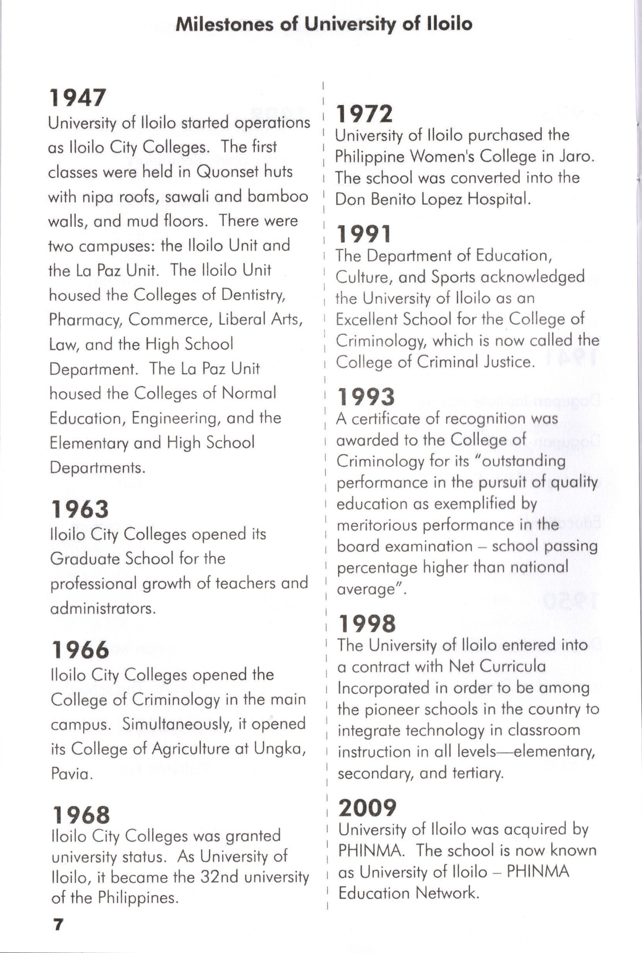 Milestones of University of Iloilo
1947
University of Iloilo started operations
as Iloilo City Colleges. The first
classes were held in Quonset huts
with nipa roofs, sawali and bamboo
walls, and mud floors. There were
two campuses: the Iloilo Unit and
the La Paz Unit. The Iloilo Unit
housed the Colleges of Dentistry,
Pharmacy, Commerce, Liberal Arts,
Law, and the High School
Department. The La Paz Unit
housed the Colleges of Normal
Education, Engineering, and the
Elementary and High School
Departments.
1963
Iloilo City Colleges opened its
Graduate School for the
professional growth of teachers and
administrators.
1966
Iloilo City Colleges opened the
College of Criminology in the main
campus. Simultaneously, it opened
its College of Agriculture at Ungka,
Pavia.
1968
Iloilo City Colleges was granted
university status. As University of
Iloilo, it became the 32nd university
of the Philippines.
7
1972
University of Iloilo purchased the
Philippine Women's College in Jaro.
The school was converted into the
Don Benito Lopez Hospital.
1991
The Department of Education,
Culture, and Sports acknowledged
the University of Iloilo as an
Excellent School for the College of
Criminology, which is now called the
College of Criminal Justice.
1993
A certificate of recognition was
awarded to the College of
Criminology for its "outstanding
performance in the pursuit of quality
education as exemplified by
meritorious performance in the
board examination – school passing
percentage higher than national
average".
1998
The University of Iloilo entered into
a contract with Net Curricula
Incorporated in order to be among
the pioneer schools in the country to
integrate technology in classroom
instruction in all levels—elementary,
secondary, and tertiary.
2009
University of Iloilo was acquired by
PHINMA. The school is now known
as University of Iloilo – PHINMA
Education Network.